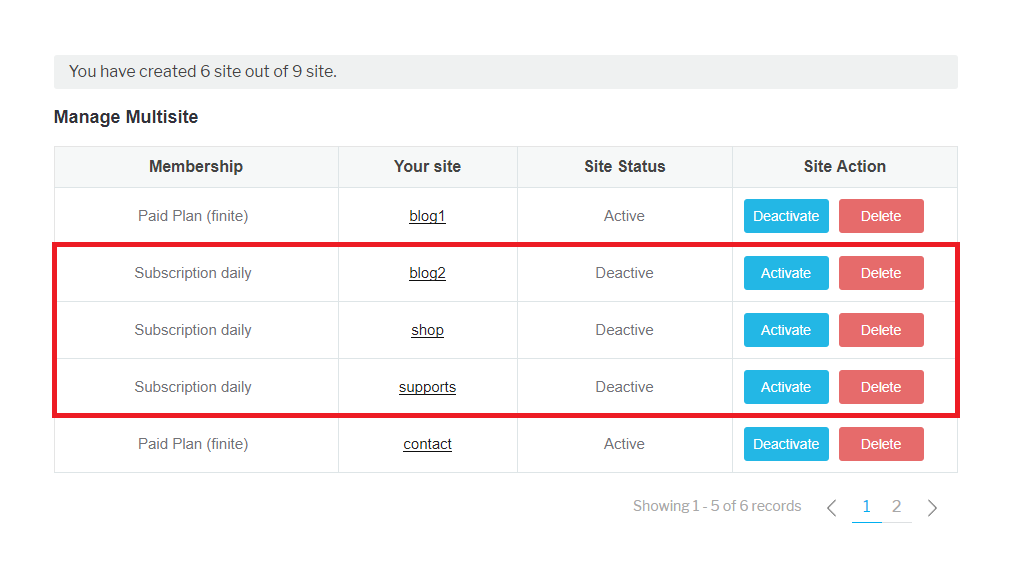 You have created 6 site out of 9 site.
Manage Multisite
Membership Your site Site Status Site Action
Paid Plan (finite) blog1 Active Deactivate Delete
Subscription daily blog2 Deactive Activate Delete
Subscription daily shop Deactive Activate Delete
Subscription daily supports Deactive Activate Delete
Paid Plan (finite) contact Active Deactivate Delete
Showing 1 - 5 of 6 records 1 2